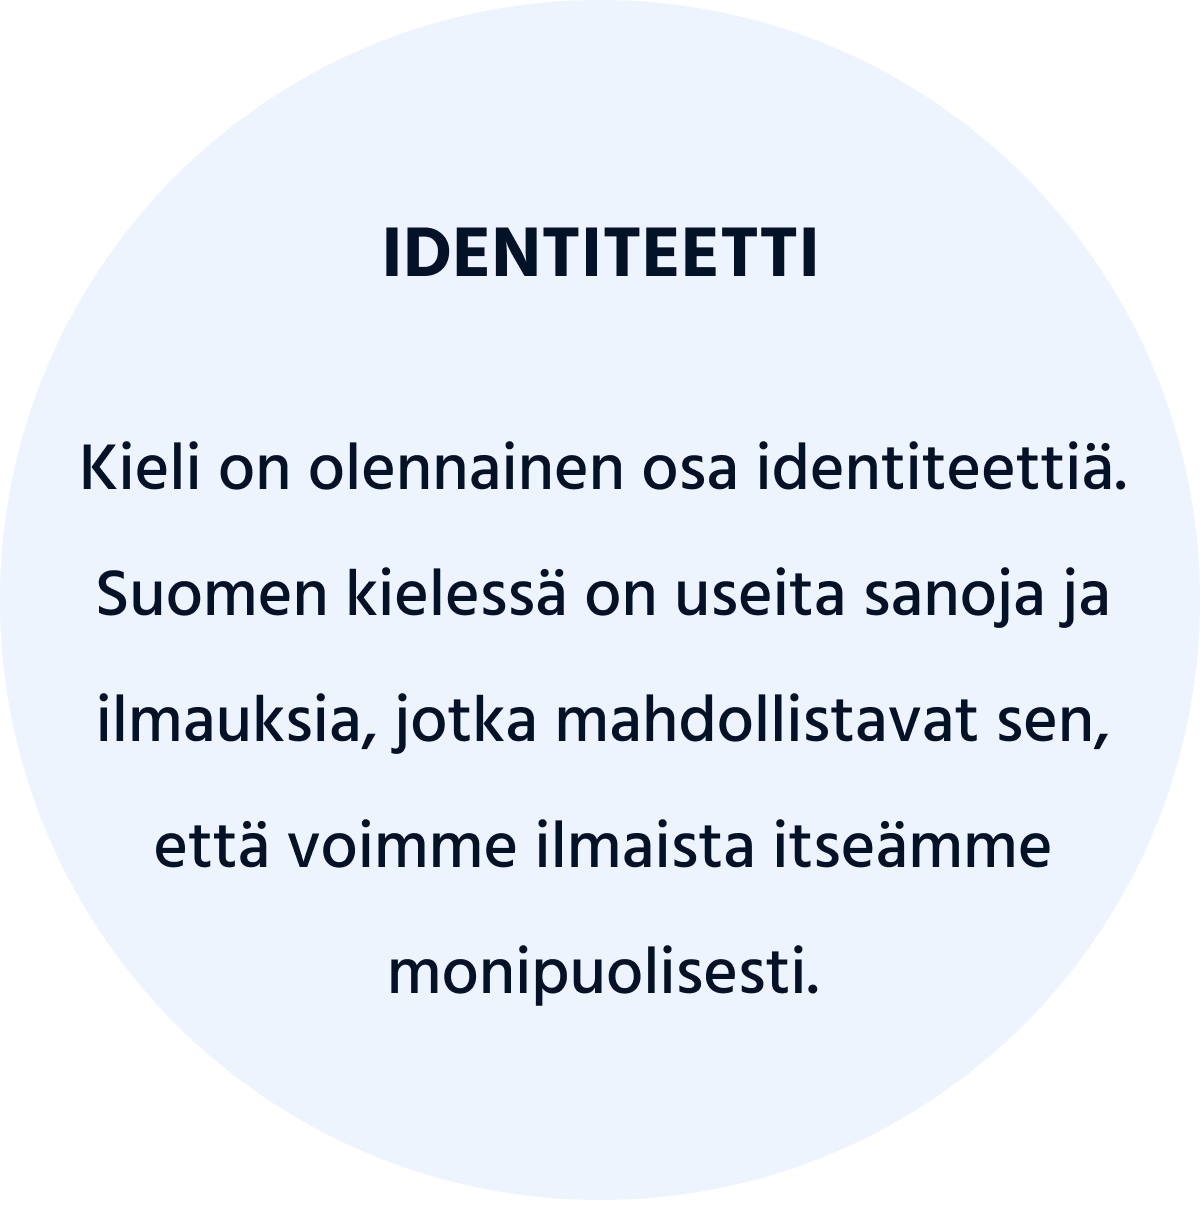 IDENTITEETTI
Kieli on olennainen osa identiteettiä.
Suomen kielessä on useita sanoja ja
ilmauksia, jotka mahdollistavat sen,
että voimme ilmaista itseämme
monipuolisesti.